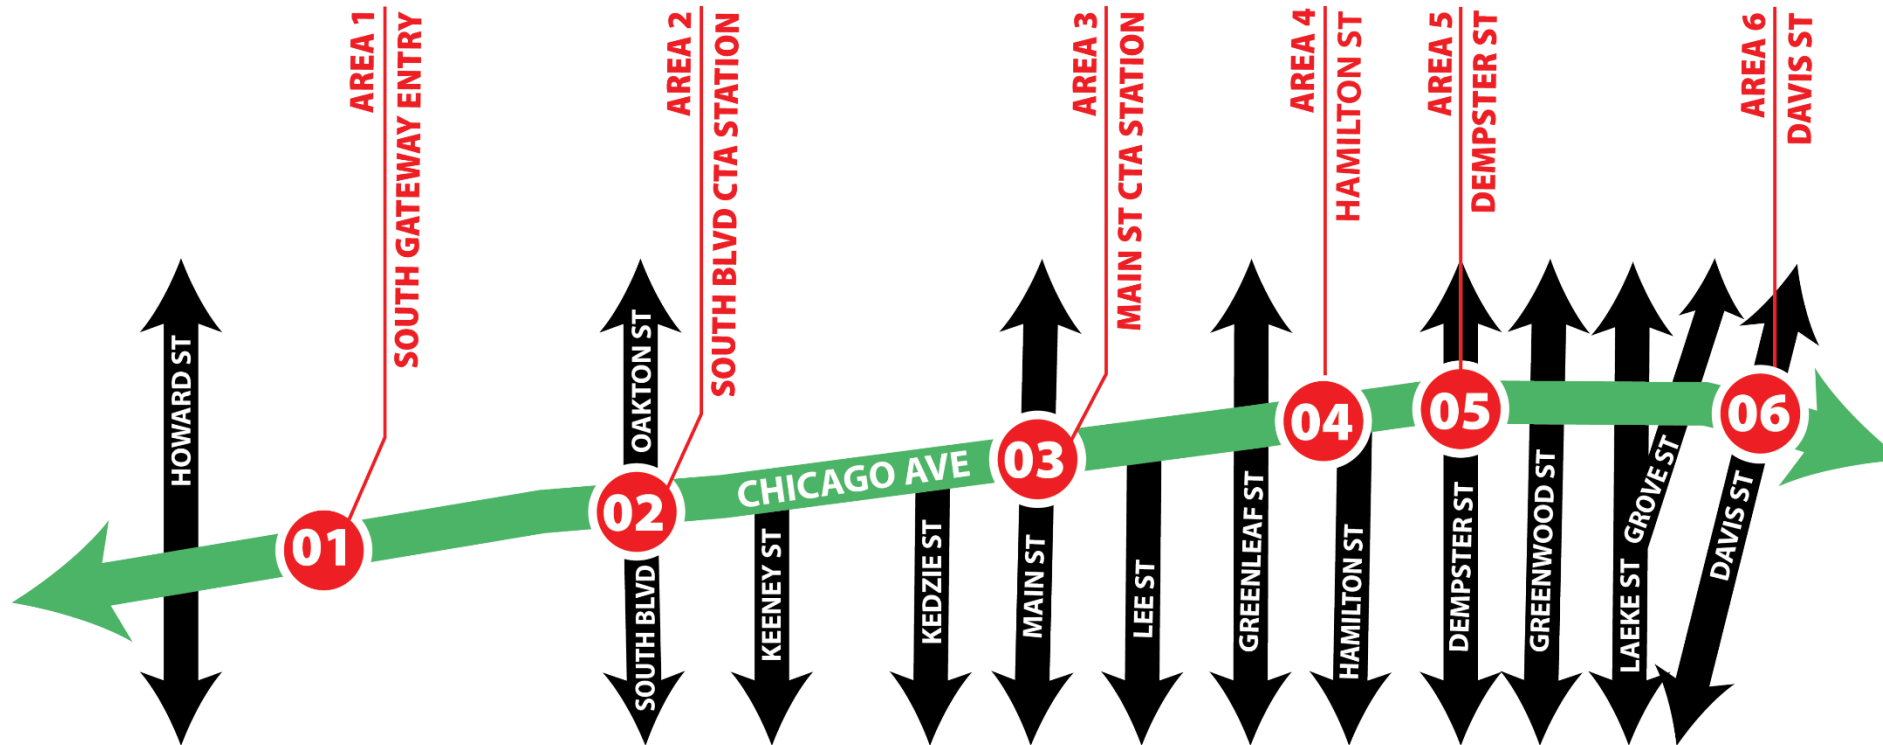 AREA 1
SOUTH GATEWAY ENTRY
AREA 2
SOUTH BLVD CTA STATION
AREA 3
MAIN ST CTA STATION
AREA 4
HAMILTON ST
AREA 5
DEMPSTER ST
AREA 6
DAVIS ST
HOWARD ST
OAKTON ST
01
02
CHICAGO AVE
03
04
05
06
SOUTH BLVD
KEENEY ST
KEDZIE ST
MAIN ST
LEE ST
GREENLEAF ST
HAMILTON ST
DEMPSTER ST
GREENWOOD ST
LAEKE ST
GROVE ST
DAVIS ST